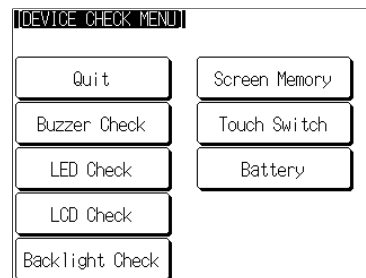 [DEVICE CHECK MENU]
Quit
Buzzer Check
LED Check
LCD Check
Backlight Check
Screen Memory
Touch Switch
Battery